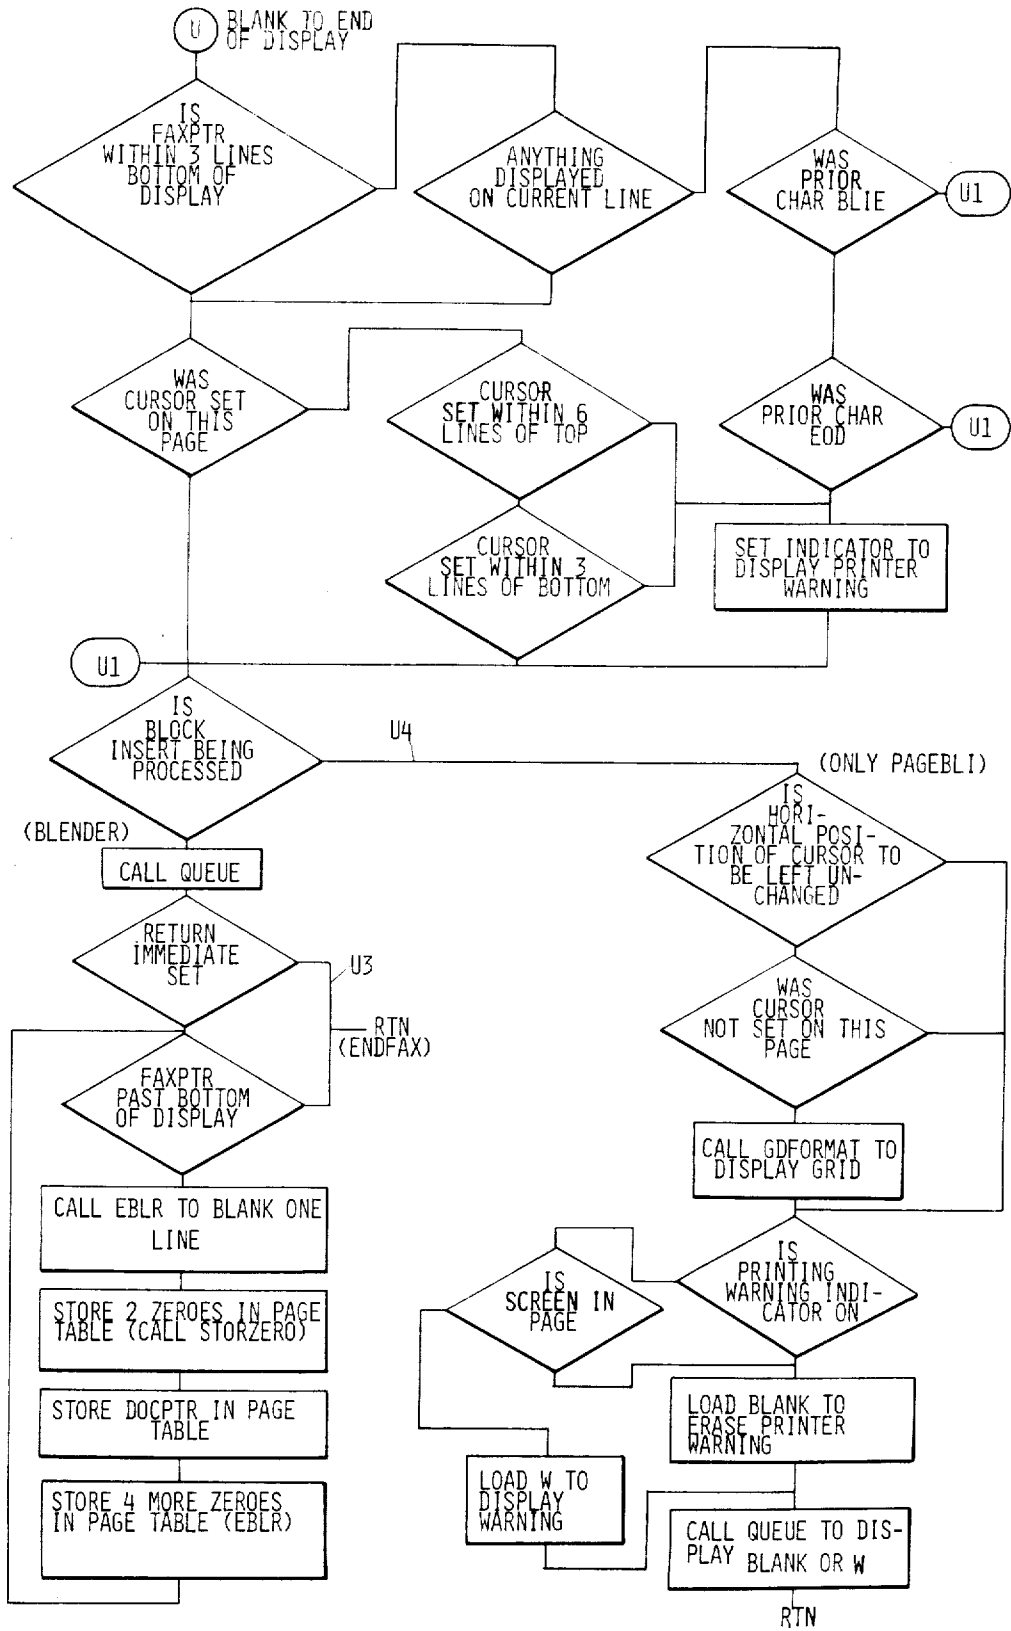 U
BLANK TO END
OF DISPLAY
IS
FAXPTR
WITHIN 3 LINES
BOTTOM OF
DISPLAY
ANYTHING
DISPLAYED
ON CURRENT LINE
WAS
PRIOR
CHAR BLIE
U1
WAS
CURSOR SET
ON THIS
PAGE
CURSOR
SET WITHIN 6
LINES OF TOP
WAS
PRIOR CHAR
EOD
U1
CURSOR
SET WITHIN 3
LINES OF BOTTOM
SET INDICATOR TO
DISPLAY PRINTER
WARNING
U1
IS
BLOCK
INSERT BEING
PROCESSED
U4
(ONLY PAGEBLI)
IS
HORI-
ZONTAL POSI-
TION OF CURSOR TO
BE LEFT UN-
CHANGED
(BLENDER)
CALL QUEUE
RETURN
IMMEDIATE
SET
U3
RTN
(ENDFAX)
WAS
CURSOR
NOT SET ON THIS
PAGE
FAXPTR
PAST BOTTOM
OF DISPLAY
CALL GDFORMAT TO
DISPLAY GRID
CALL EBLR TO BLANK ONE
LINE
IS
PRINTING
WARNING INDI-
CATOR ON
IS
SCREEN IN
PAGE
STORE 2 ZEROES IN PAGE
TABLE (CALL STORZERO)
STORE DOCPTR IN PAGE
TABLE
LOAD BLANK TO
ERASE PRINTER
WARNING
STORE 4 MORE ZEROES
IN PAGE TABLE (EBLR)
LOAD W TO
DISPLAY
WARNING
CALL QUEUE TO DIS-
PLAY BLANK OR W
RTN